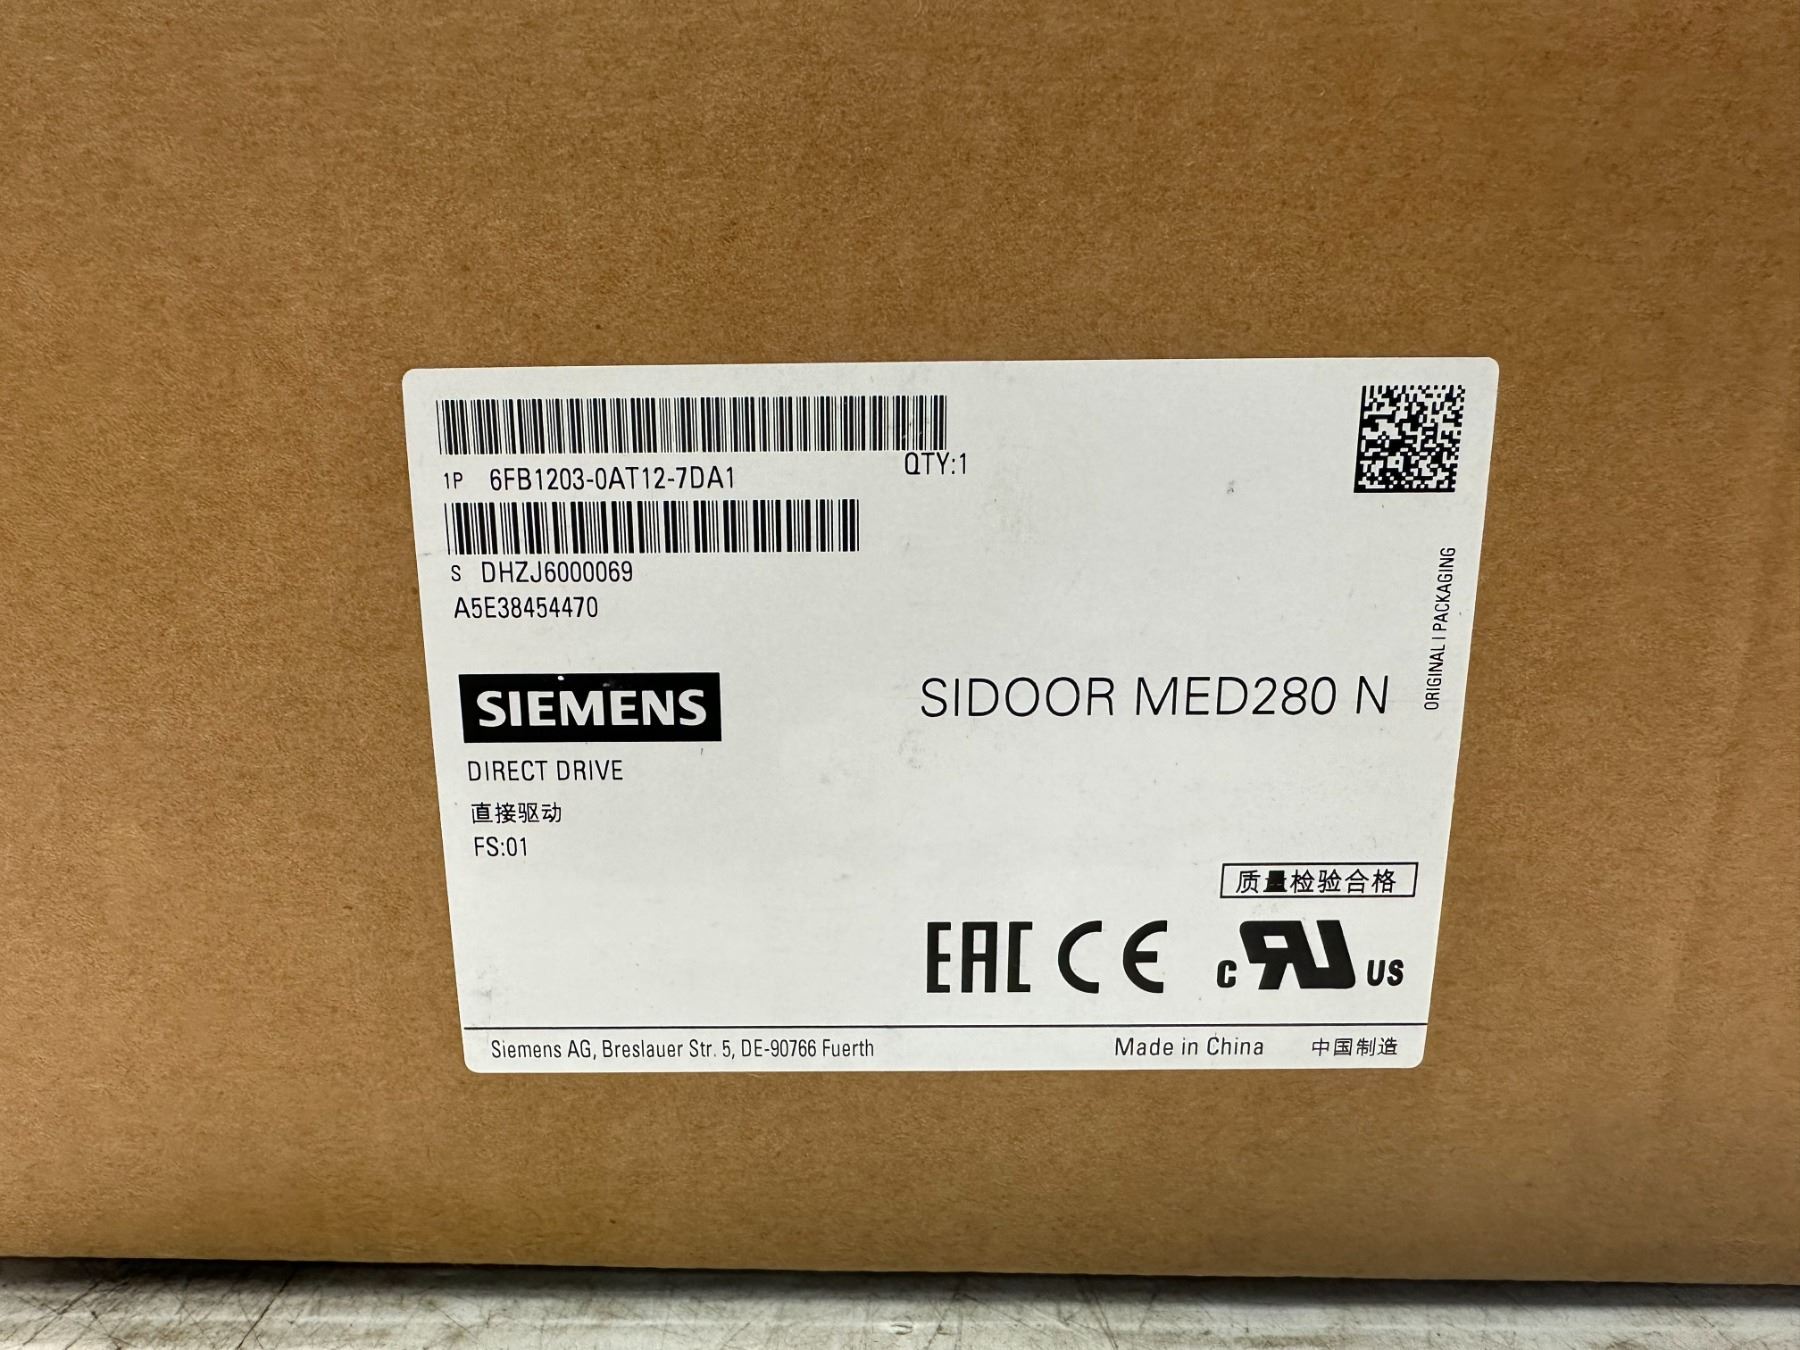 1P 6FB1203-0AT12-7DA1 QTY:1
S DHZJ6000069
A5E38454470
ORIGINAL | PACKAGING
SIEMENS
SIDOOR MED280 N
DIRECT DRIVE
直接驱动
FS:01
质量检验合格
EAC CE c RU US
Siemens AG, Breslauer Str. 5, DE-90766 Fuerth Made in China 中国制造